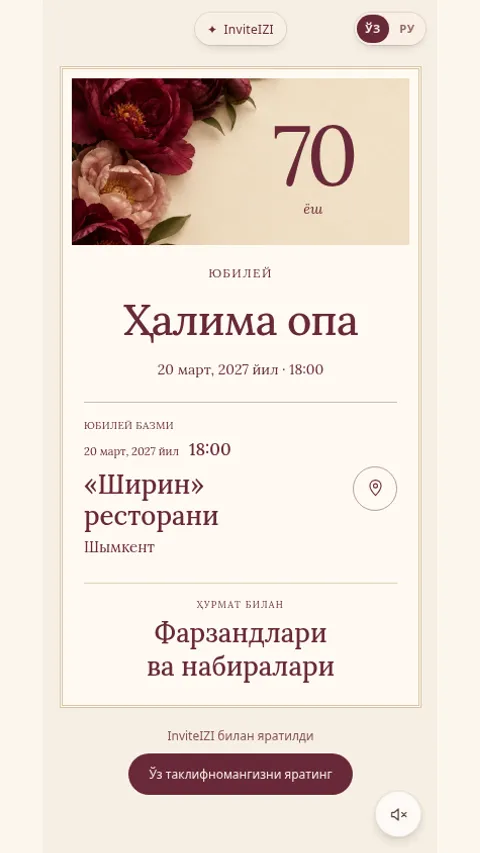 ✦ InviteIZI
ЎЗ РУ
70
ёш
ЮБИЛЕЙ
Ҳалима опа
20 март, 2027 йил · 18:00
ЮБИЛЕЙ БАЗМИ
20 март, 2027 йил 18:00
«Ширин»
ресторани
Шымкент
ҲУРМАТ БИЛАН
Фарзандлари
ва набиралари
InviteIZI билан яратилди
Ўз таклифномангизни яратинг